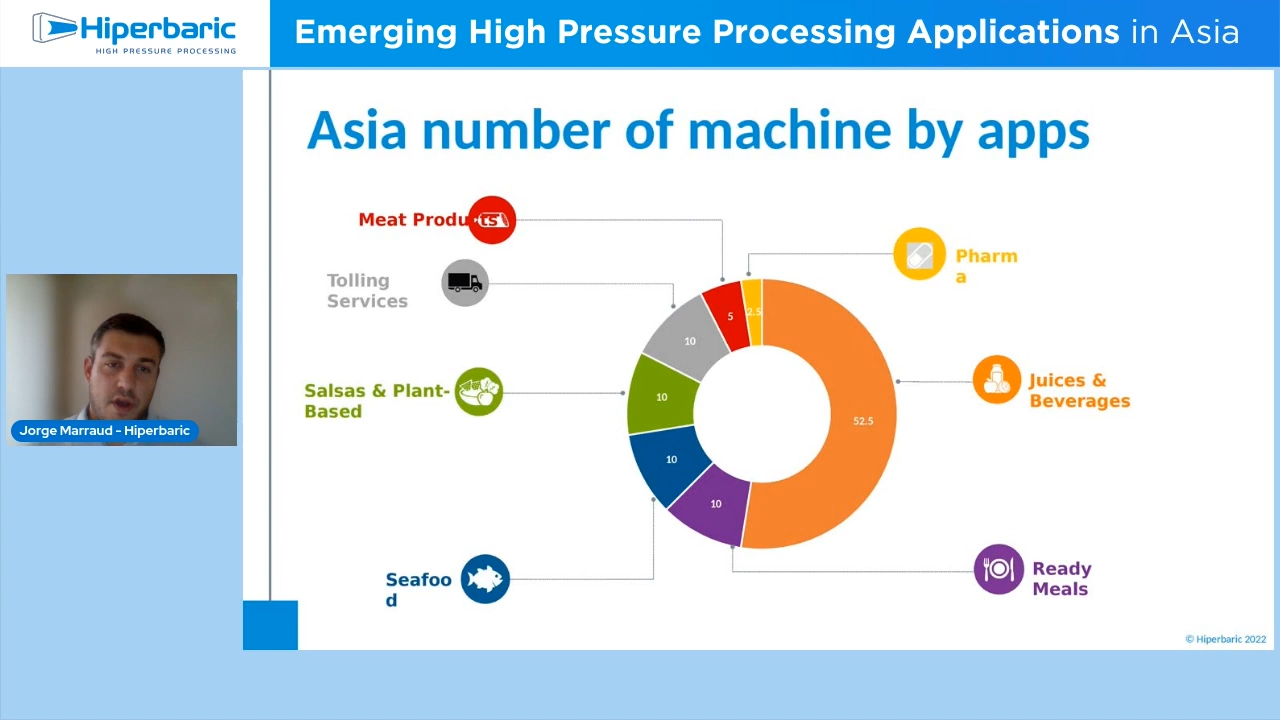 Hiperbaric
HIGH PRESSURE PROCESSING
Emerging High Pressure Processing Applications in Asia
Asia number of machine by apps
Meat Products
Pharm
a
Tolling
Services
5
2.5
10
Salsas & Plant-
Based
10
Juices &
Beverages
52.5
10
10
Jorge Marraud - Hiperbaric
Seafoo
d
Ready
Meals
© Hiperbaric 2022